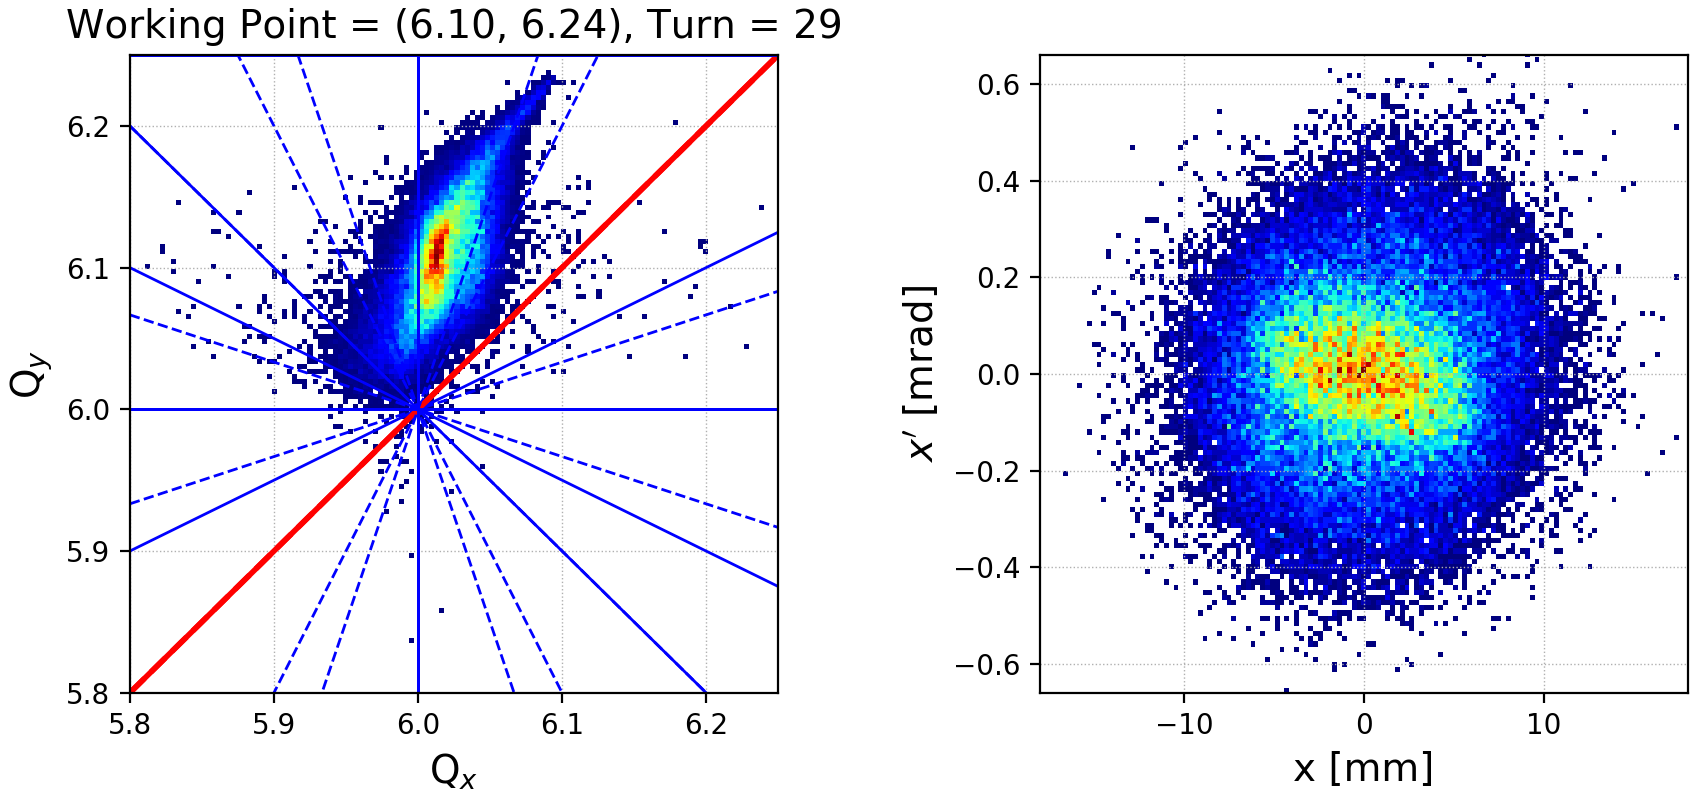 Working Point = (6.10, 6.24), Turn = 29
6.2
6.1
6.0
5.9
5.8
Qy
5.8 5.9 6.0 6.1 6.2
Qx
0.6
0.4
0.2
0.0
−0.2
−0.4
−0.6
x′ [mrad]
−10 0 10
x [mm]